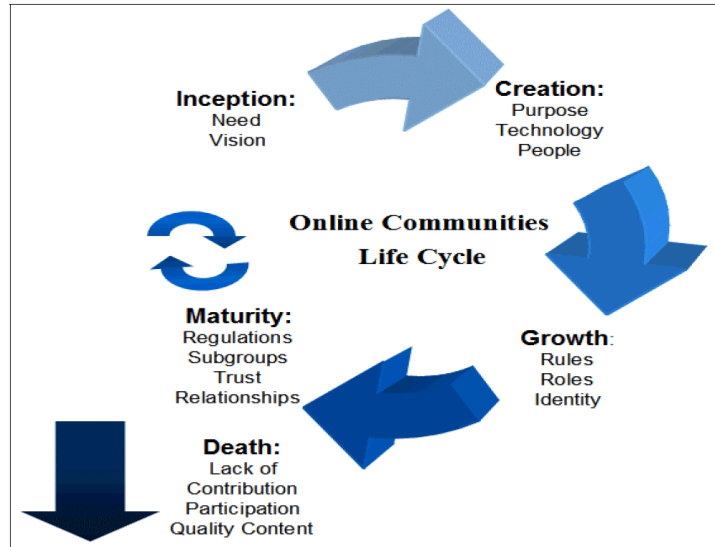 Inception:
Need
Vision
Creation:
Purpose
Technology
People
Online Communities
Life Cycle
Growth:
Rules
Roles
Identity
Maturity:
Regulations
Subgroups
Trust
Relationships
Death:
Lack of
Contribution
Participation
Quality Content